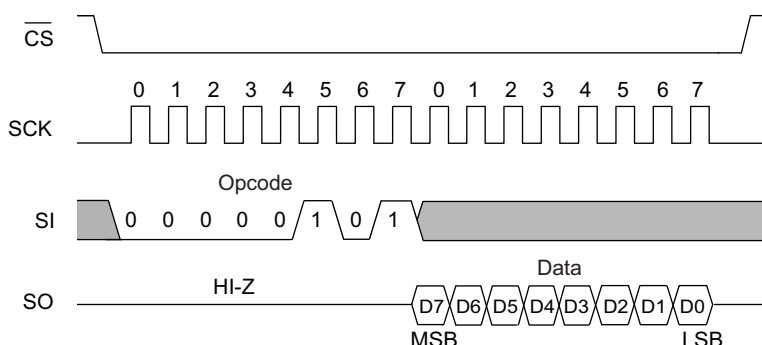 CS
0 1 2 3 4 5 6 7 0 1 2 3 4 5 6 7
SCK
Opcode
SI 0 0 0 0 0 1 0 1
HI-Z Data
SO D7 D6 D5 D4 D3 D2 D1 D0
MSB LSB